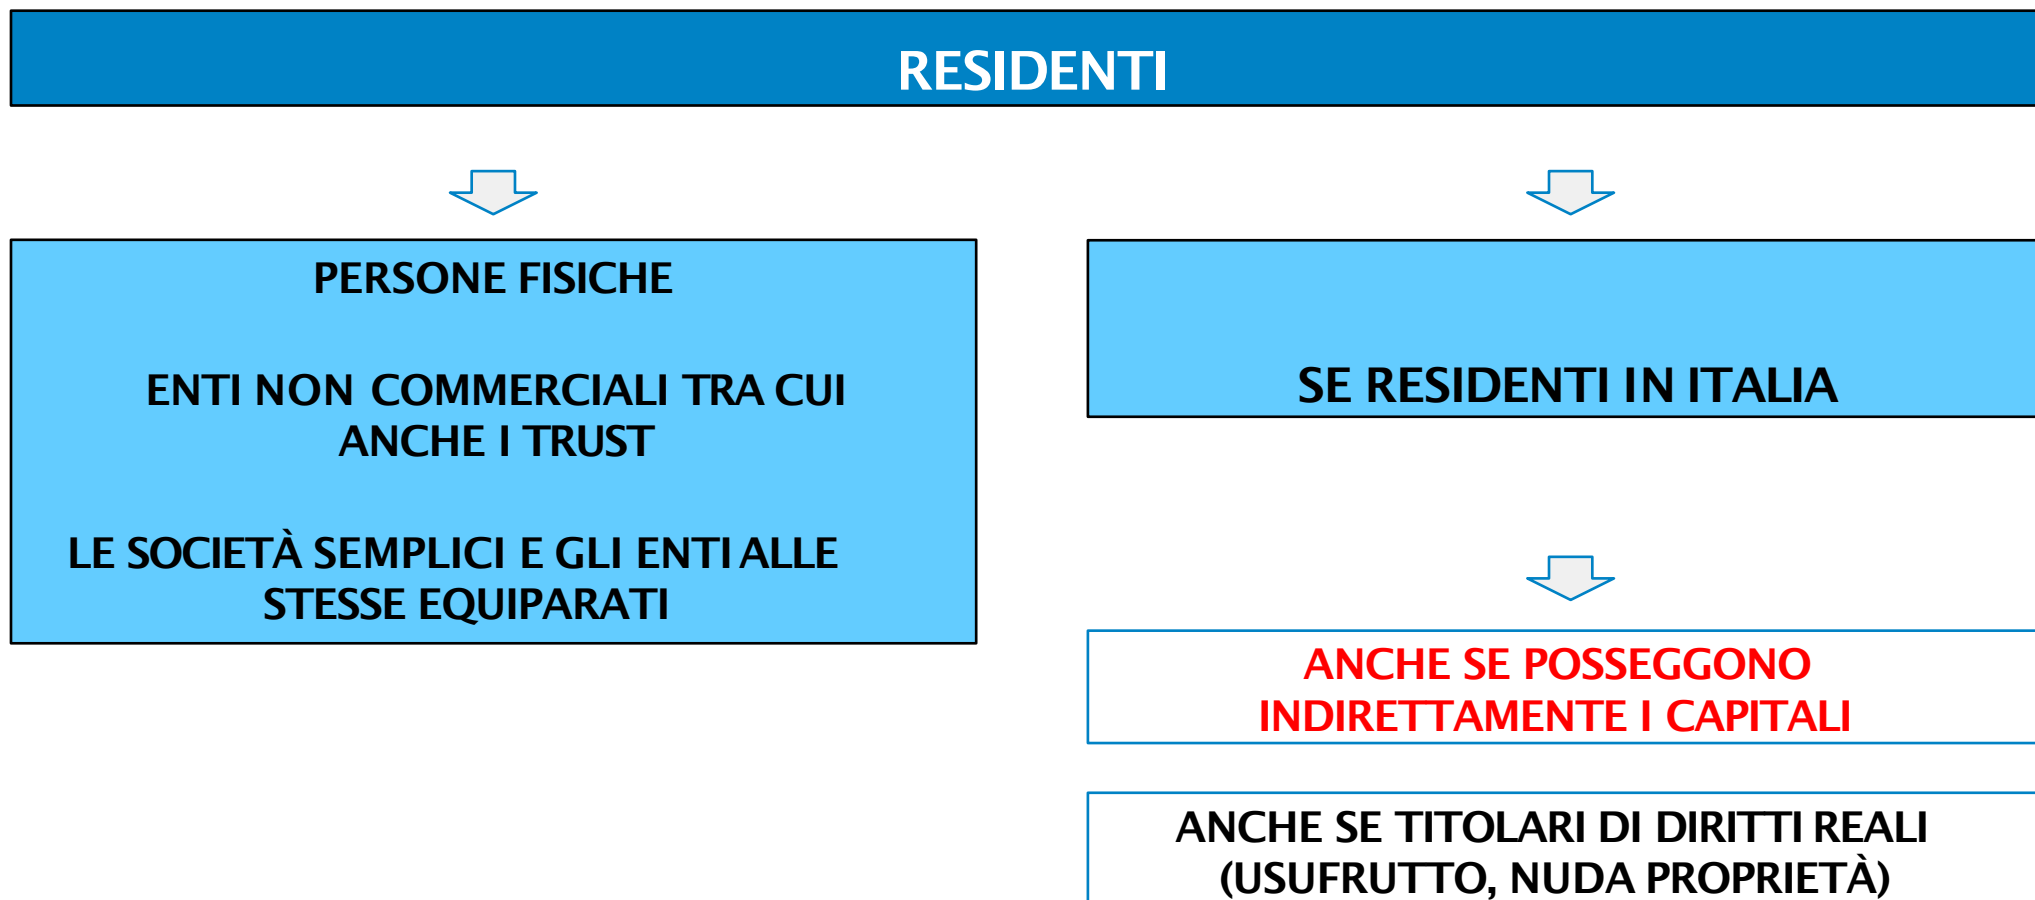 RESIDENTI
PERSONE FISICHE
ENTI NON COMMERCIALI TRA CUI
ANCHE I TRUST
LE SOCIETÀ SEMPLICI E GLI ENTI ALLE
STESSE EQUIPARATI
SE RESIDENTI IN ITALIA
ANCHE SE POSSEGGONO
INDIRETTAMENTE I CAPITALI
ANCHE SE TITOLARI DI DIRITTI REALI
(USUFRUTTO, NUDA PROPRIETÀ)